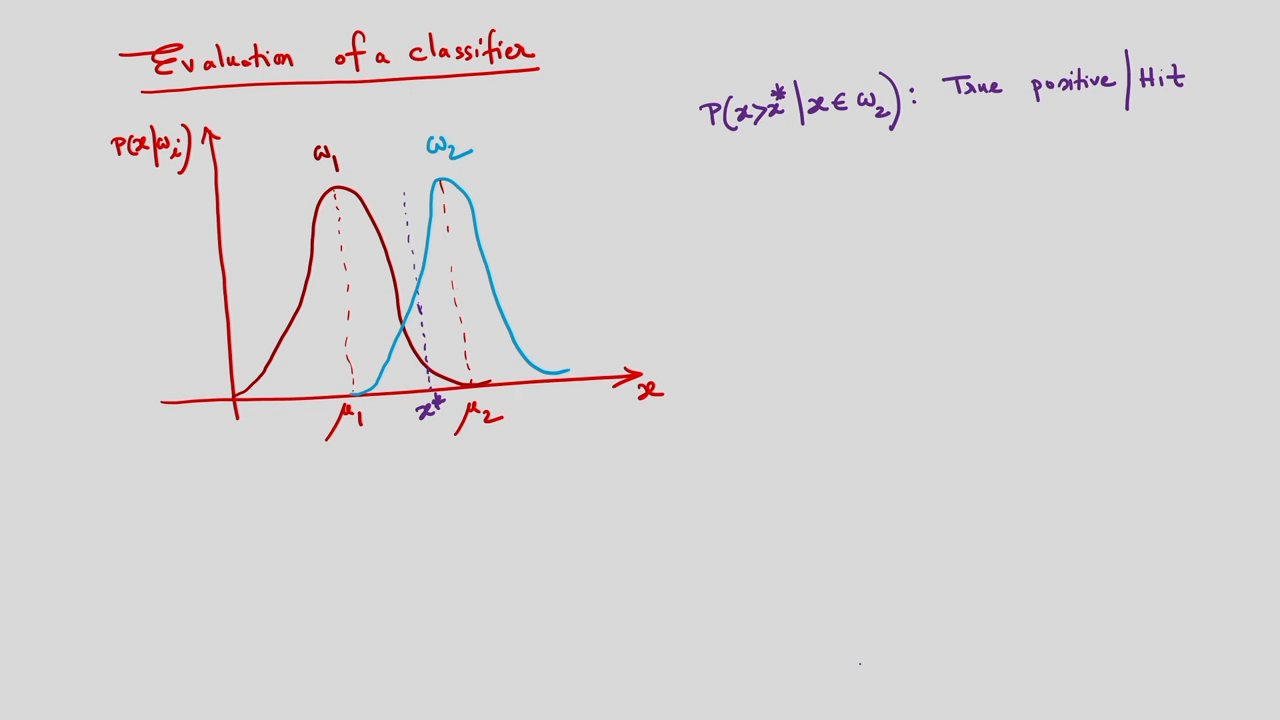 Evaluation of a classifier
P(x>x*|x∈ω₂): True positive | Hit
P(x|ωᵢ)
ω₁
ω₂
x
μ₁
x*
μ₂